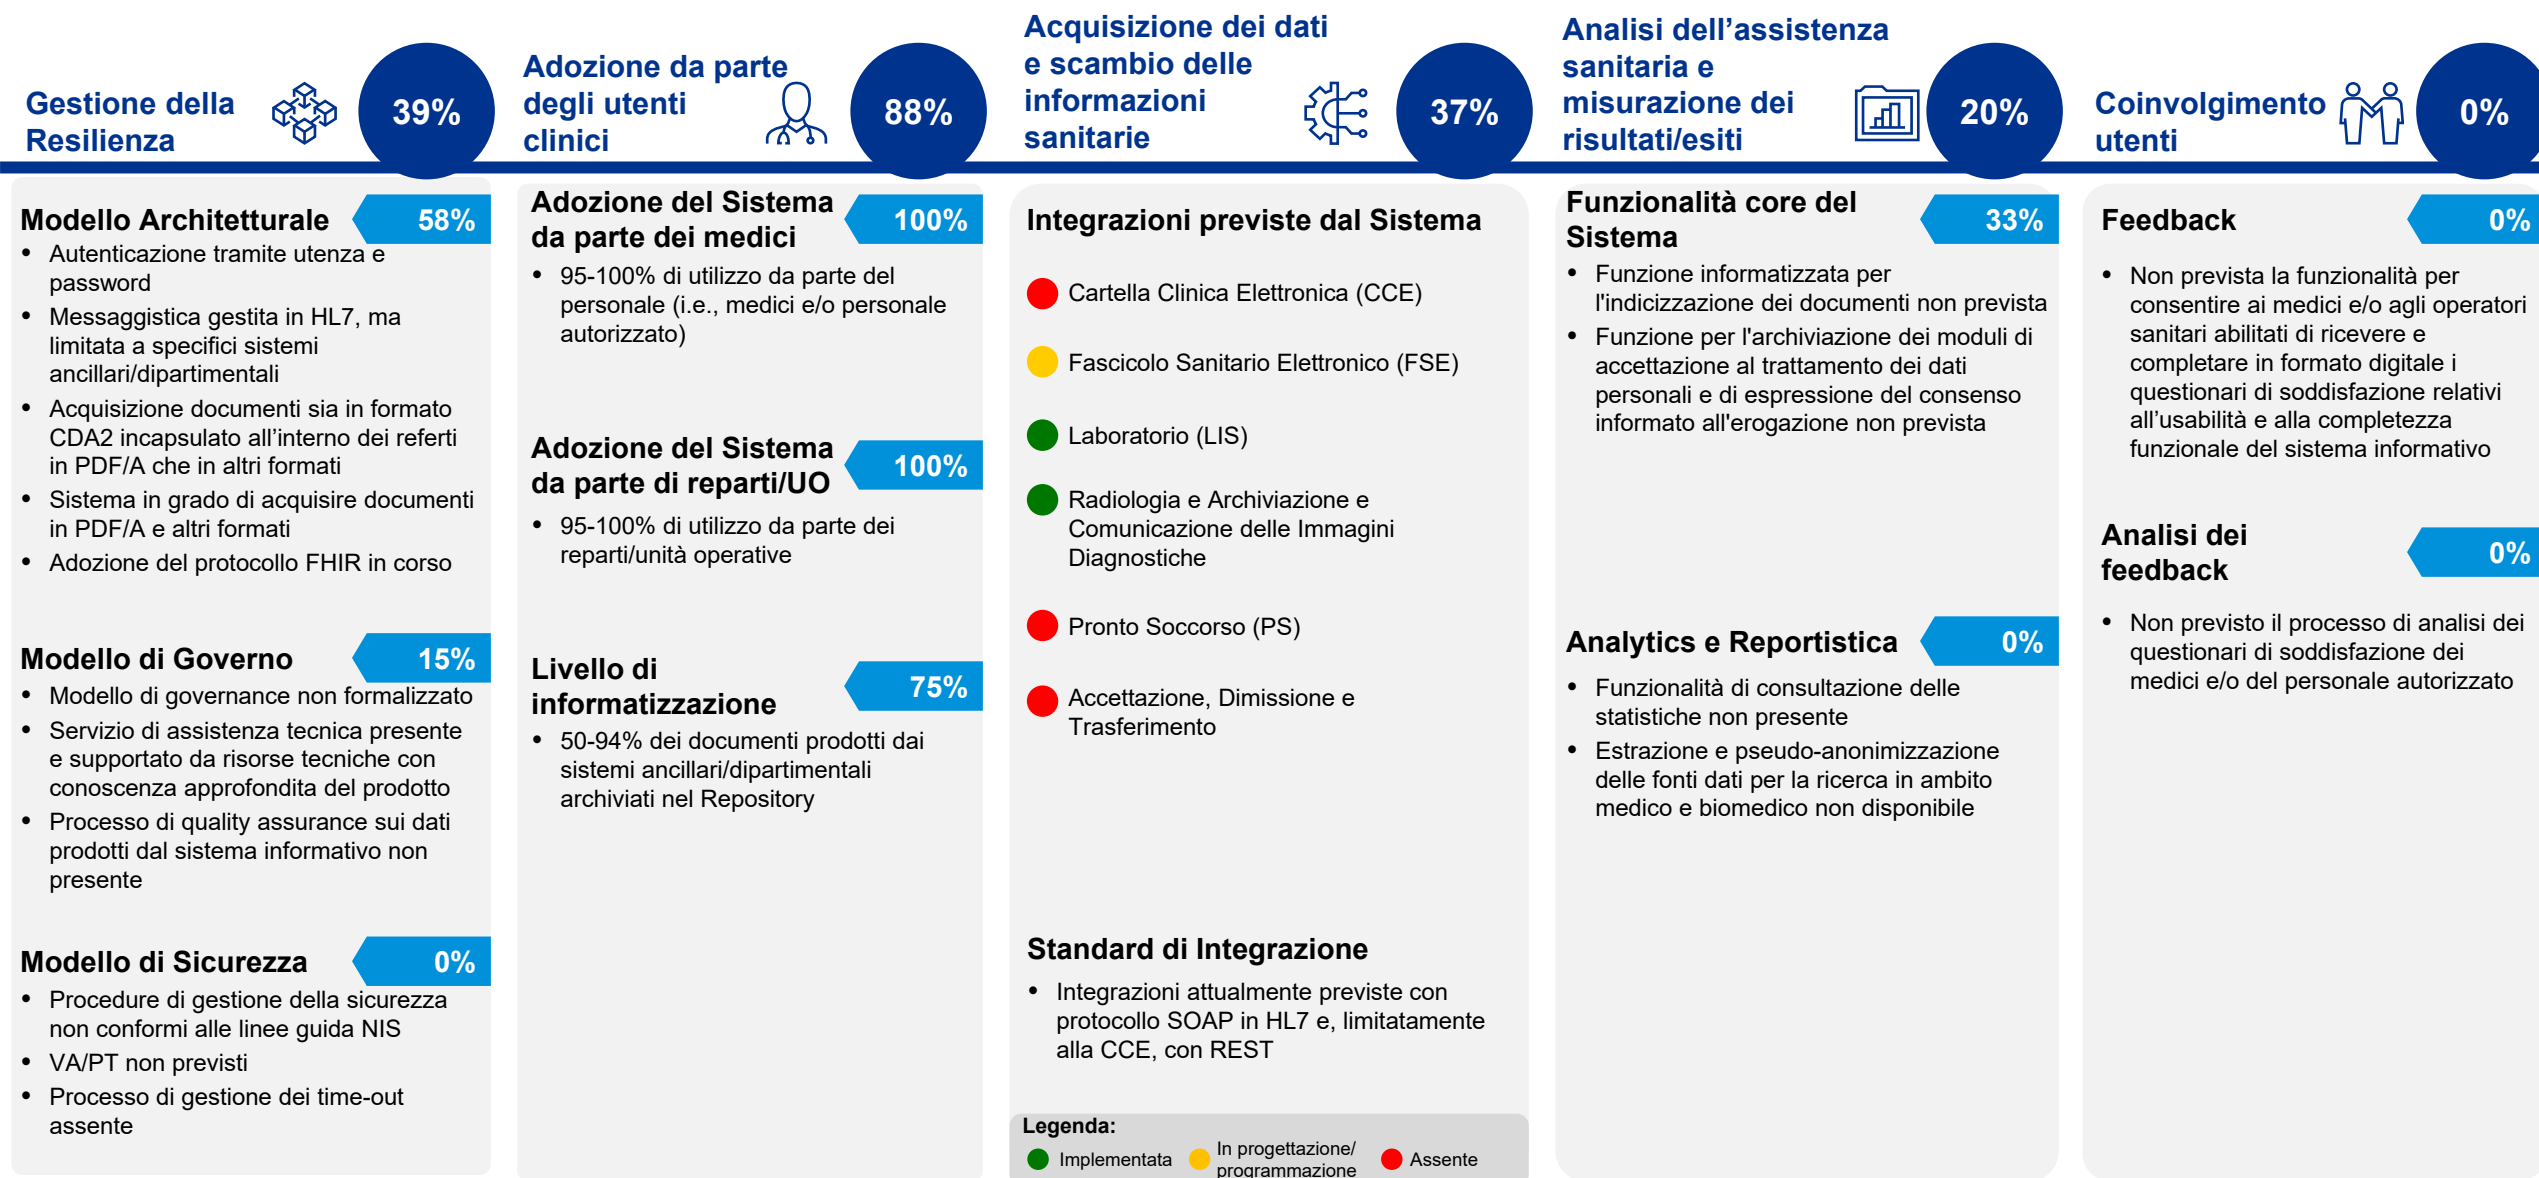 Gestione della
Resilienza
39%
Adozione da parte
degli utenti
clinici
88%
Acquisizione dei dati
e scambio delle
informazioni
sanitarie
37%
Analisi dell’assistenza
sanitaria e
misurazione dei
risultati/esiti
20%
Coinvolgimento
utenti
0%
Modello Architetturale
58%
• Autenticazione tramite utenza e
password
• Messaggistica gestita in HL7, ma
limitata a specifici sistemi
ancillari/dipartimentali
• Acquisizione documenti sia in formato
CDA2 incapsulato all’interno dei referti
in PDF/A che in altri formati
• Sistema in grado di acquisire documenti
in PDF/A e altri formati
• Adozione del protocollo FHIR in corso
Modello di Governo
15%
• Modello di governance non formalizzato
• Servizio di assistenza tecnica presente
e supportato da risorse tecniche con
conoscenza approfondita del prodotto
• Processo di quality assurance sui dati
prodotti dal sistema informativo non
presente
Modello di Sicurezza
0%
• Procedure di gestione della sicurezza
non conformi alle linee guida NIS
• VA/PT non previsti
• Processo di gestione dei time-out
assente
Adozione del Sistema
da parte dei medici
100%
• 95-100% di utilizzo da parte del
personale (i.e., medici e/o personale
autorizzato)
Adozione del Sistema
da parte di reparti/UO
100%
• 95-100% di utilizzo da parte dei
reparti/unità operative
Livello di
informatizzazione
75%
• 50-94% dei documenti prodotti dai
sistemi ancillari/dipartimentali
archiviati nel Repository
Integrazioni previste dal Sistema
Cartella Clinica Elettronica (CCE)
Fascicolo Sanitario Elettronico (FSE)
Laboratorio (LIS)
Radiologia e Archiviazione e
Comunicazione delle Immagini
Diagnostiche
Pronto Soccorso (PS)
Accettazione, Dimissione e
Trasferimento
Standard di Integrazione
• Integrazioni attualmente previste con
protocollo SOAP in HL7 e, limitatamente
alla CCE, con REST
Legenda:
Implementata
In progettazione/
programmazione
Assente
Funzionalità core del
Sistema
33%
• Funzione informatizzata per
l'indicizzazione dei documenti non prevista
• Funzione per l'archiviazione dei moduli di
accettazione al trattamento dei dati
personali e di espressione del consenso
informato all'erogazione non prevista
Analytics e Reportistica
0%
• Funzionalità di consultazione delle
statistiche non presente
• Estrazione e pseudo-anonimizzazione
delle fonti dati per la ricerca in ambito
medico e biomedico non disponibile
Feedback
0%
• Non prevista la funzionalità per
consentire ai medici e/o agli operatori
sanitari abilitati di ricevere e
completare in formato digitale i
questionari di soddisfazione relativi
all’usabilità e alla completezza
funzionale del sistema informativo
Analisi dei
feedback
0%
• Non previsto il processo di analisi dei
questionari di soddisfazione dei
medici e/o del personale autorizzato